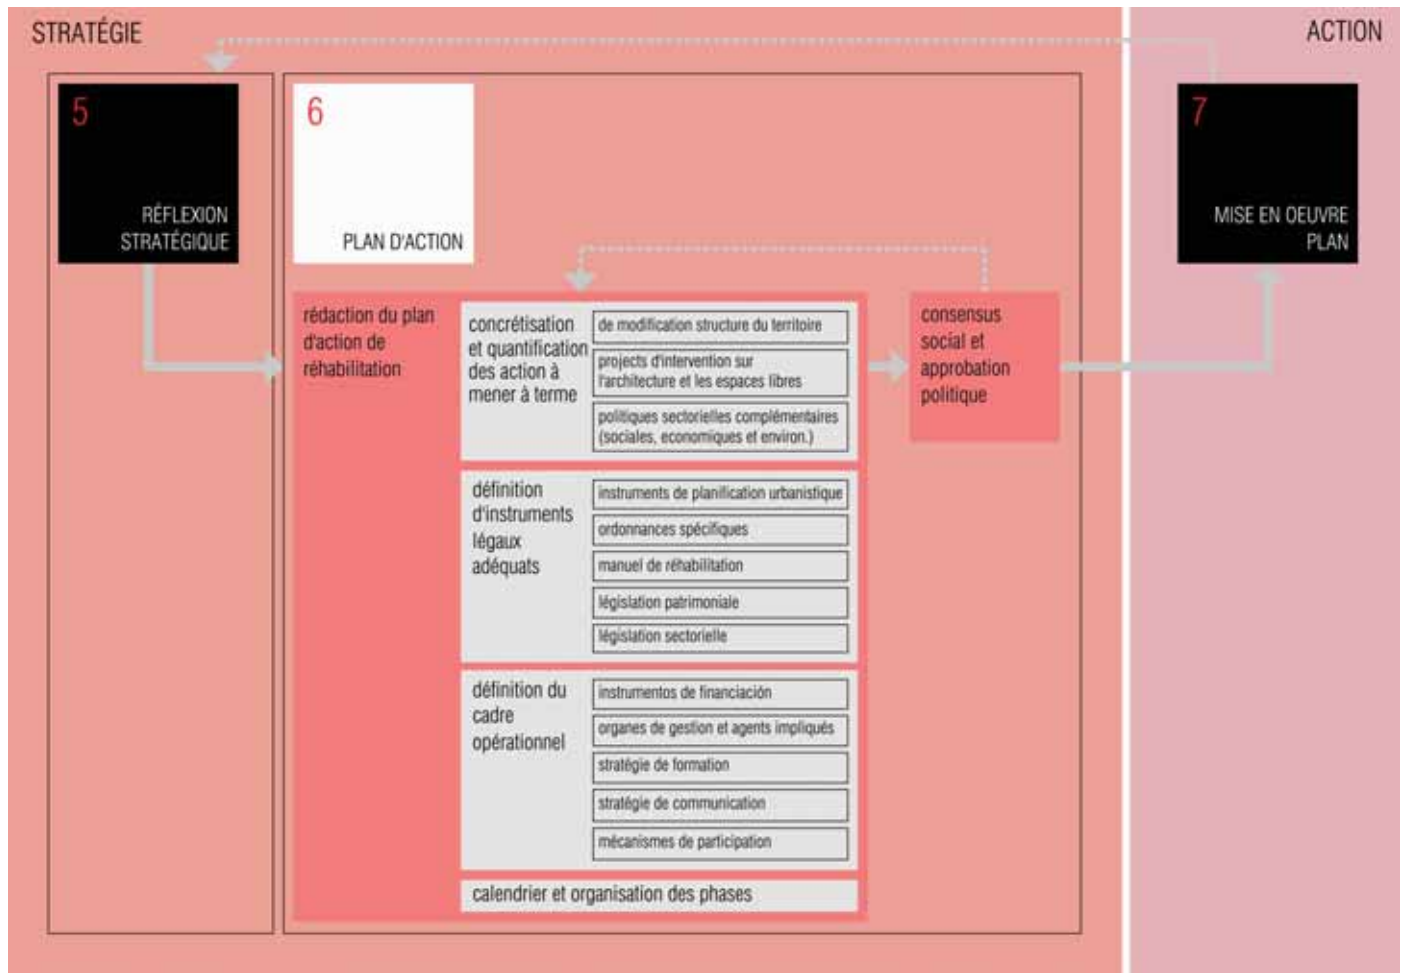 STRATÉGIE
ACTION
5
RÉFLEXION
STRATÉGIQUE
6
PLAN D'ACTION
7
MISE EN OEUVRE
PLAN
rédaction du plan
d'action de
réhabilitation
concrétisation
et quantification
des action à
mener à terme
de modification structure du territoire
projects d'intervention sur
l'architecture et les espaces libres
politiques sectorielles complémentaires
(sociales, economiques et environ.)
consensus
social et
approbation
politique
définition
d'instruments
légaux
adéquats
instruments de planification urbanistique
ordonnances spécifiques
manuel de réhabilitation
législation patrimoniale
législation sectorielle
définition du
cadre
opérationnel
instrumentos de financiación
organes de gestion et agents impliqués
stratégie de formation
stratégie de communication
mécanismes de participation
calendrier et organisation des phases